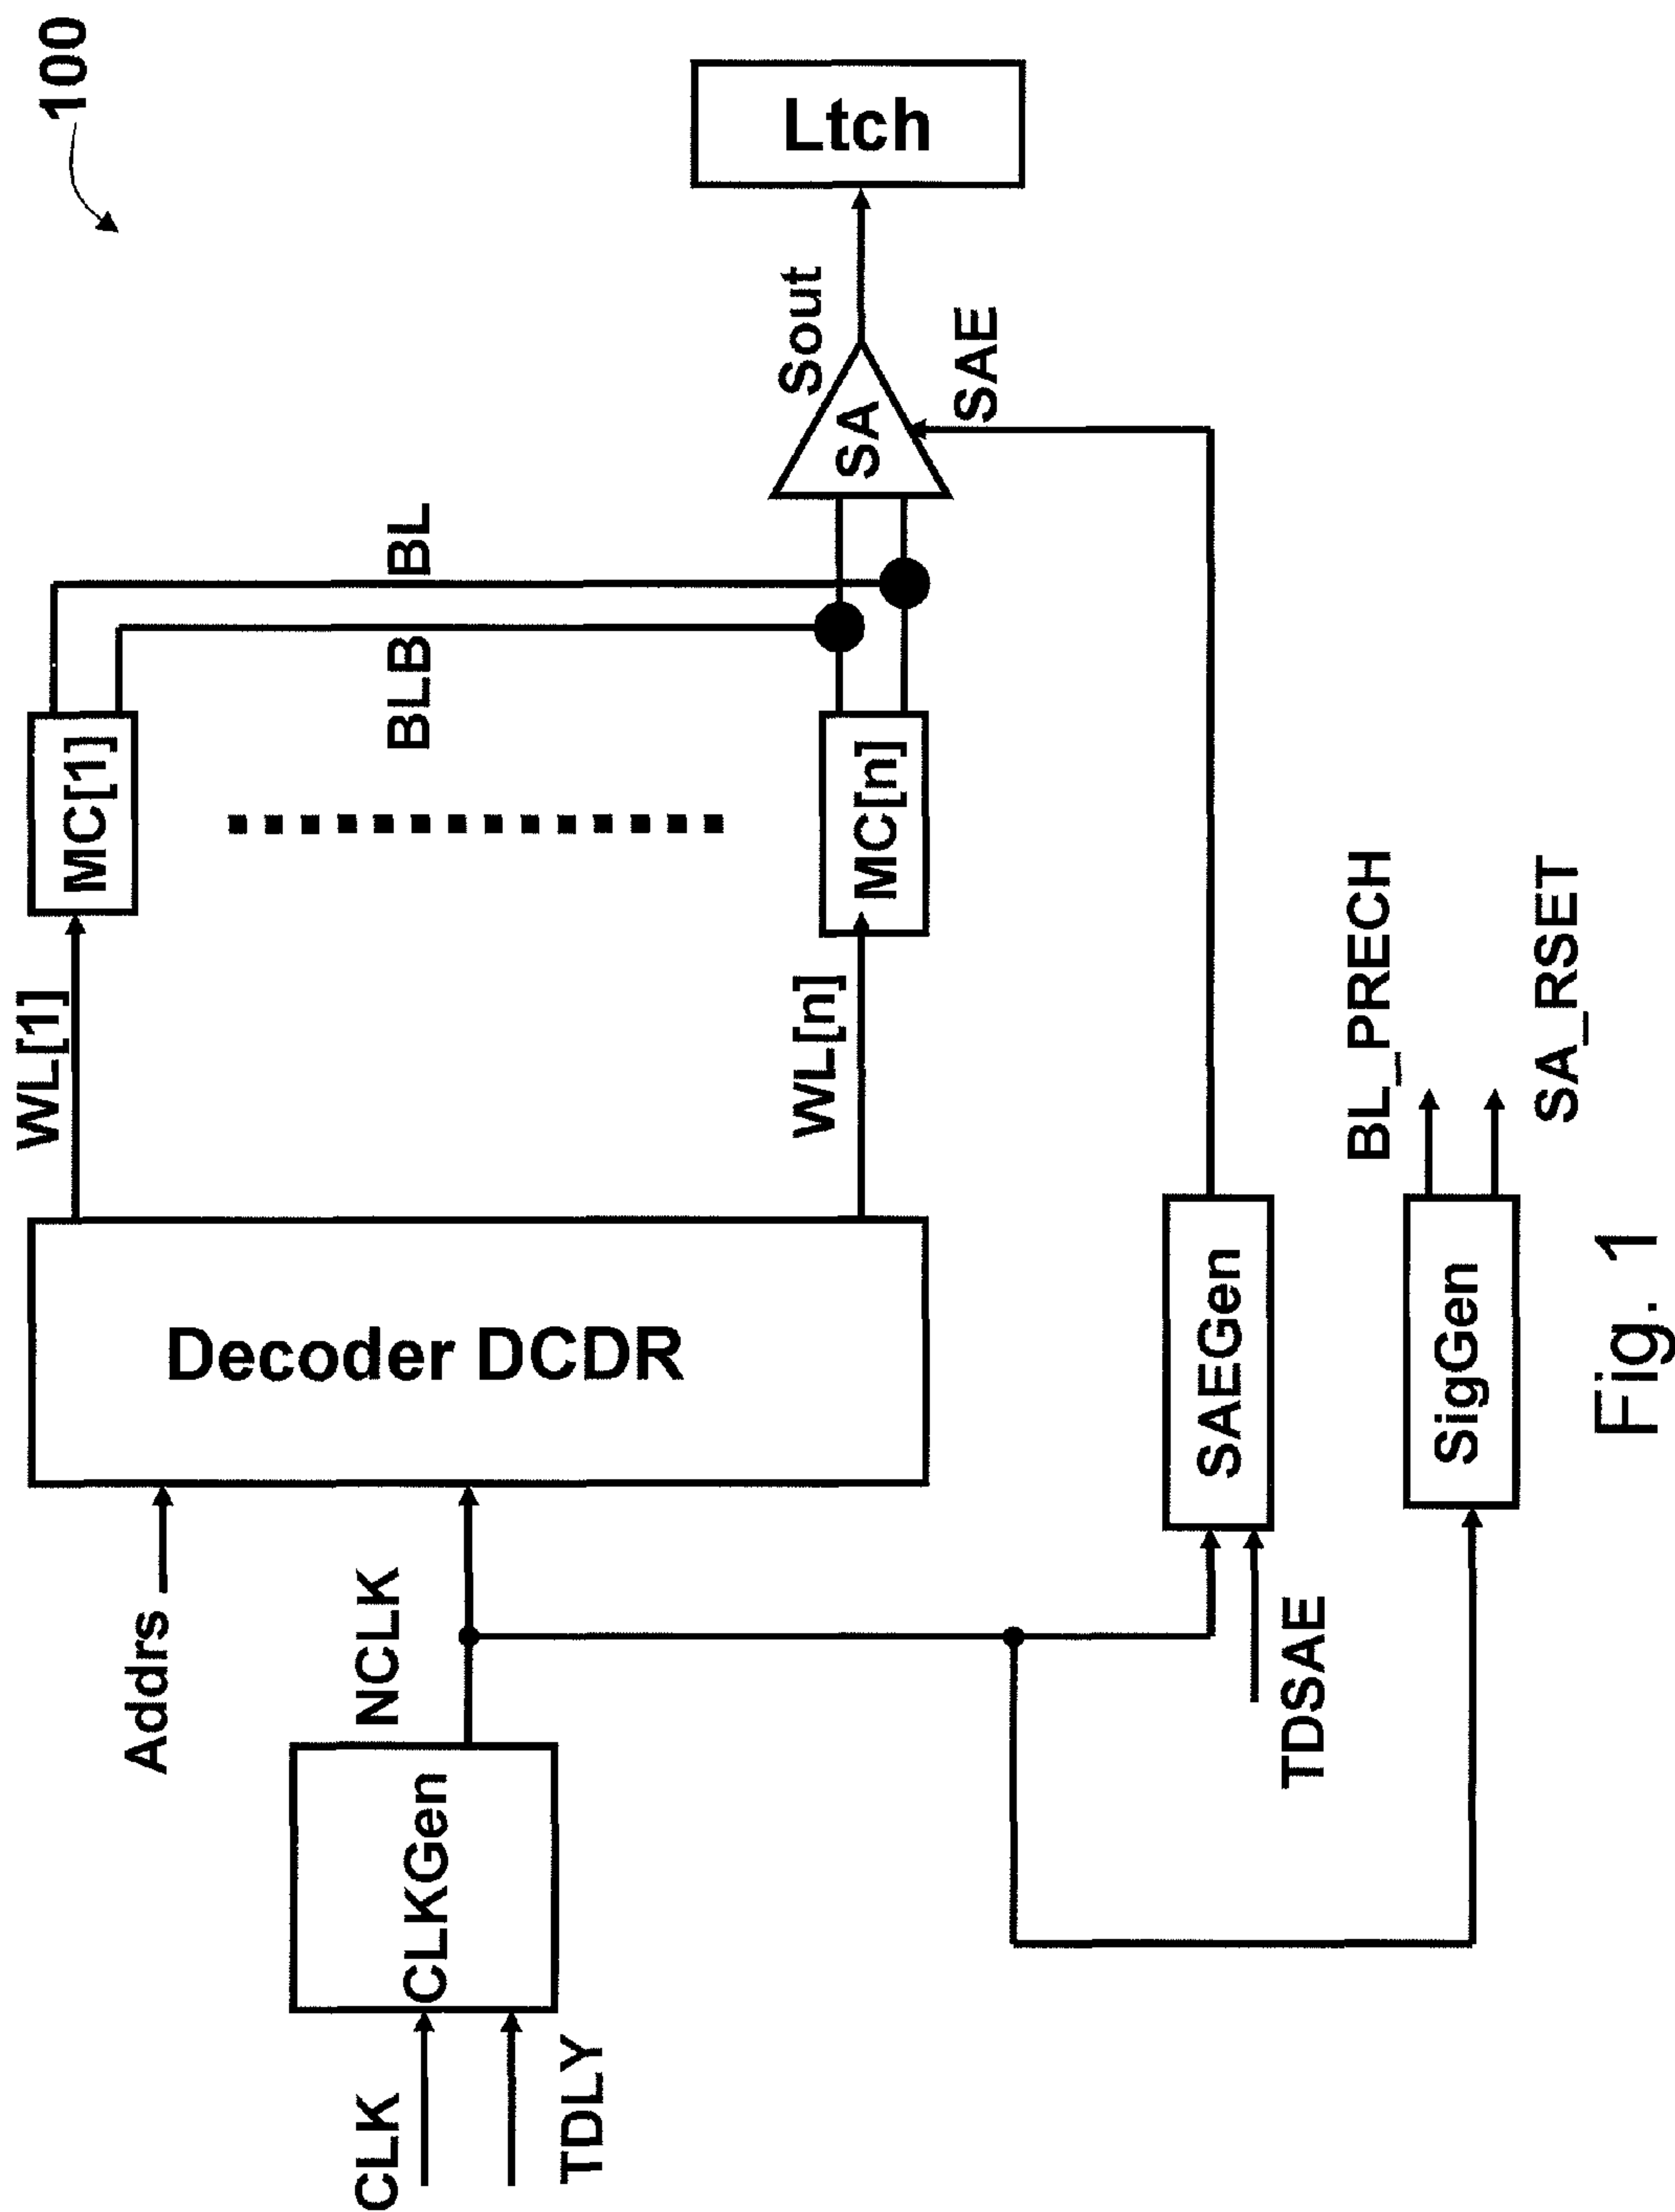 100
WL[1]
MC[1]
BLB
BL
Sout
Ltch
SA
SAE
Addrs
Decoder DCDR
WL[n]
MC[n]
CLK
TDLY
CLKGen
NCLK
TDSAE
SAEGen
SigGen
BL_PRECH
SA_RSET
Fig. 1